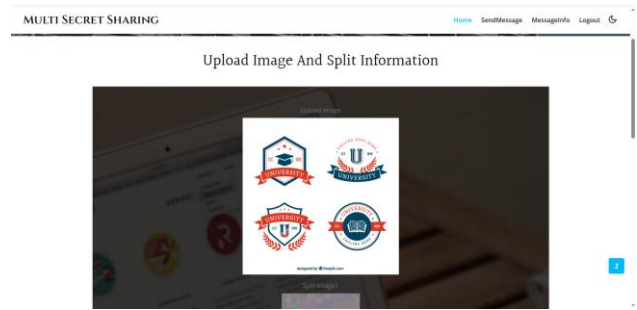 MULTI SECRET SHARING
Home SendMessage MessageInfo Logout
Upload Image And Split Information
Upload Image
UNIVERSITY
U
UNIVERSITY
UNIVERSITY
U
UNIVERSITY
designed by freepik.com
Split Image1